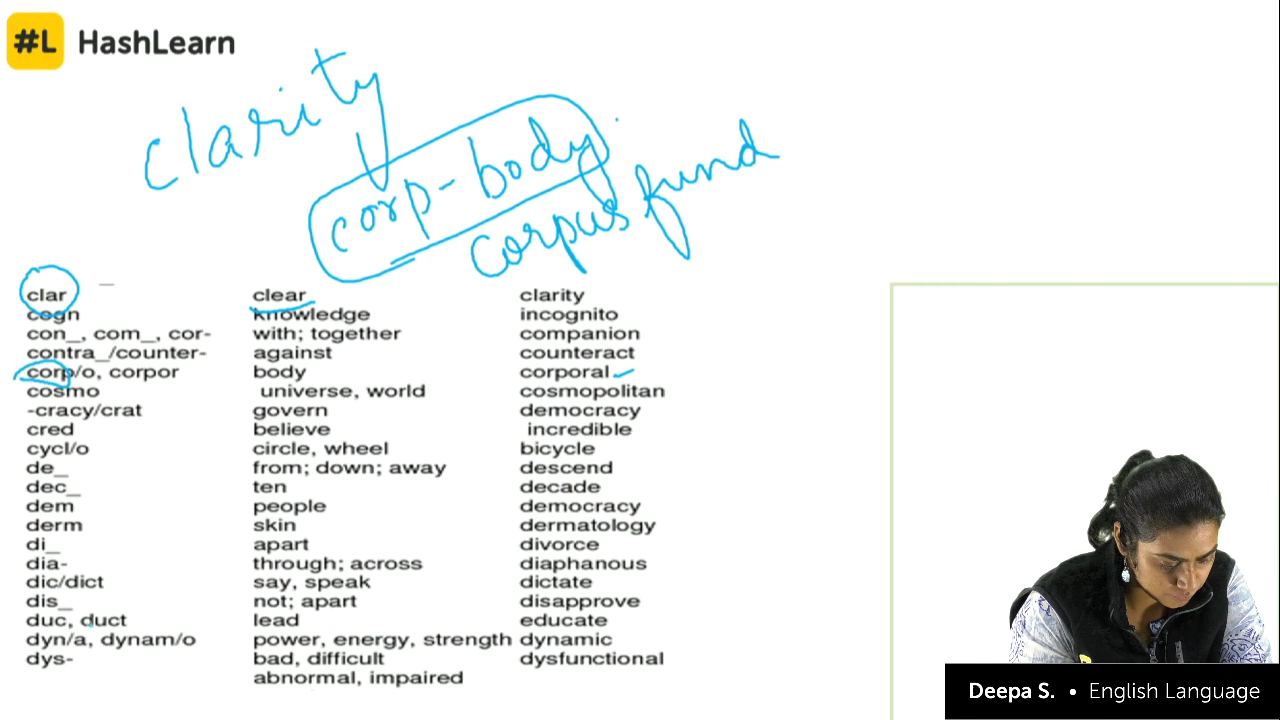 #L HashLearn
clarity
corp-body
corpus fund
clar clear clarity
cogn knowledge incognito
con_, com_, cor- with; together companion
contra_/counter- against counteract
corp/o, corpor body corporal
cosmo universe, world cosmopolitan
-cracy/crat govern democracy
cred believe incredible
cycl/o circle, wheel bicycle
de_ from; down; away descend
dec_ ten decade
dem people democracy
derm skin dermatology
di_ apart divorce
dia- through; across diaphanous
dic/dict say, speak dictate
dis_ not; apart disapprove
duc, duct lead educate
dyn/a, dynam/o power, energy, strength dynamic
dys- bad, difficult dysfunctional
abnormal, impaired
Deepa S. • English Language